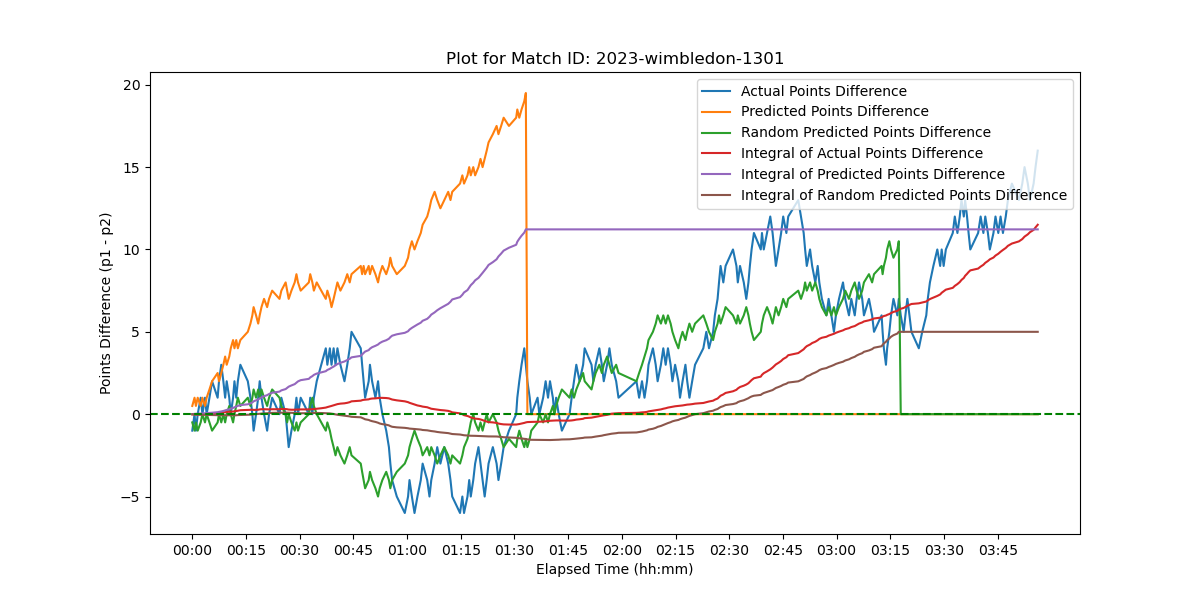 Plot for Match ID: 2023-wimbledon-1301
Actual Points Difference
Predicted Points Difference
Random Predicted Points Difference
Integral of Actual Points Difference
Integral of Predicted Points Difference
Integral of Random Predicted Points Difference
Points Difference (p1 - p2)
20
15
10
5
0
−5
00:00 00:15 00:30 00:45 01:00 01:15 01:30 01:45 02:00 02:15 02:30 02:45 03:00 03:15 03:30 03:45
Elapsed Time (hh:mm)